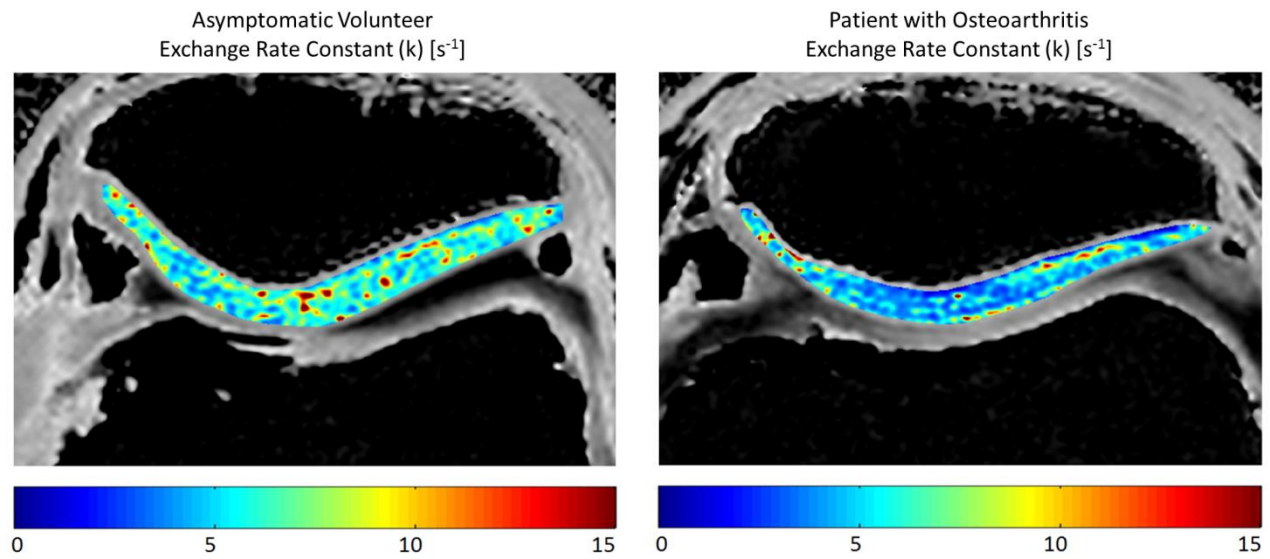 Asymptomatic Volunteer
Exchange Rate Constant (k) [s-1]
Patient with Osteoarthritis
Exchange Rate Constant (k) [s-1]
0 5 10 15
0 5 10 15